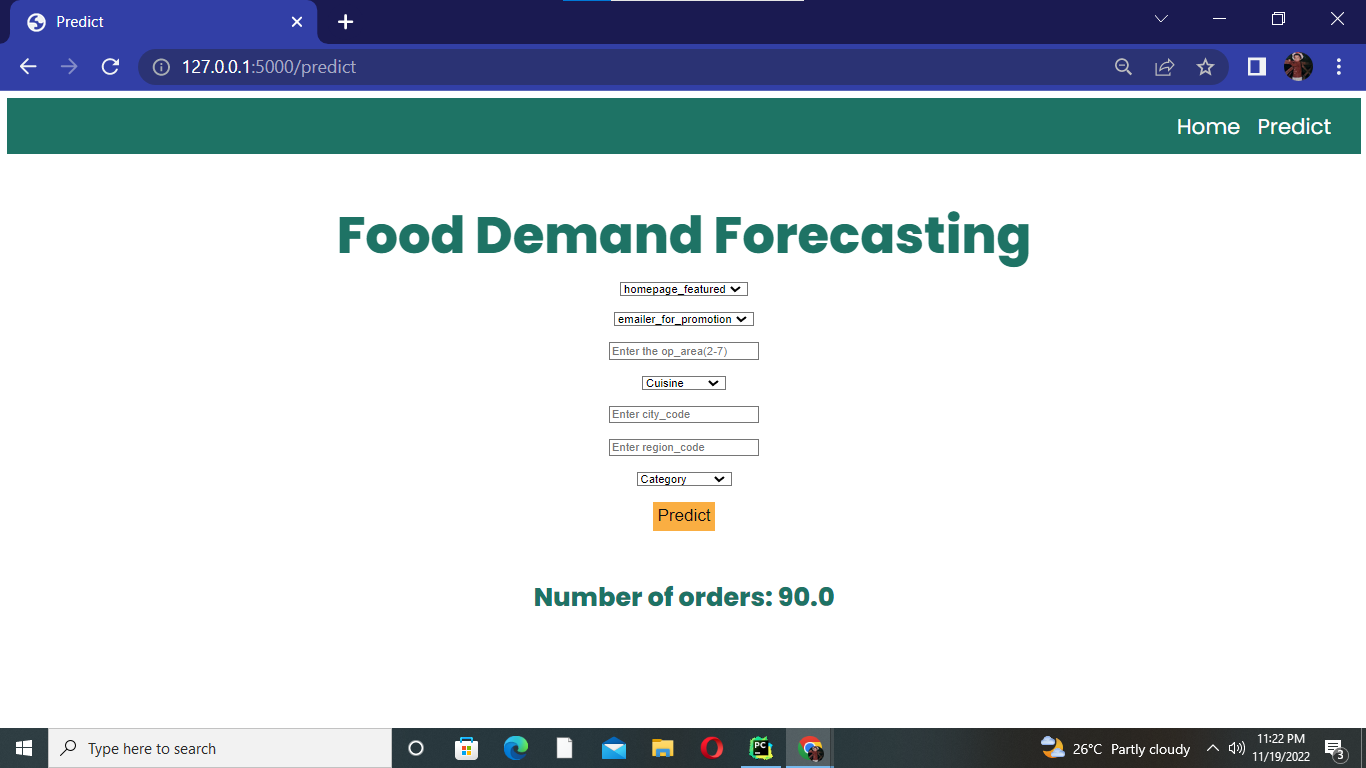 Predict
127.0.0.1:5000/predict
Home Predict
Food Demand Forecasting
homepage_featured
emailer_for_promotion
Enter the op_area(2-7)
Cuisine
Enter city_code
Enter region_code
Category
Predict
Number of orders: 90.0
Type here to search
PC
26°C Partly cloudy
11:22 PM
11/19/2022
3